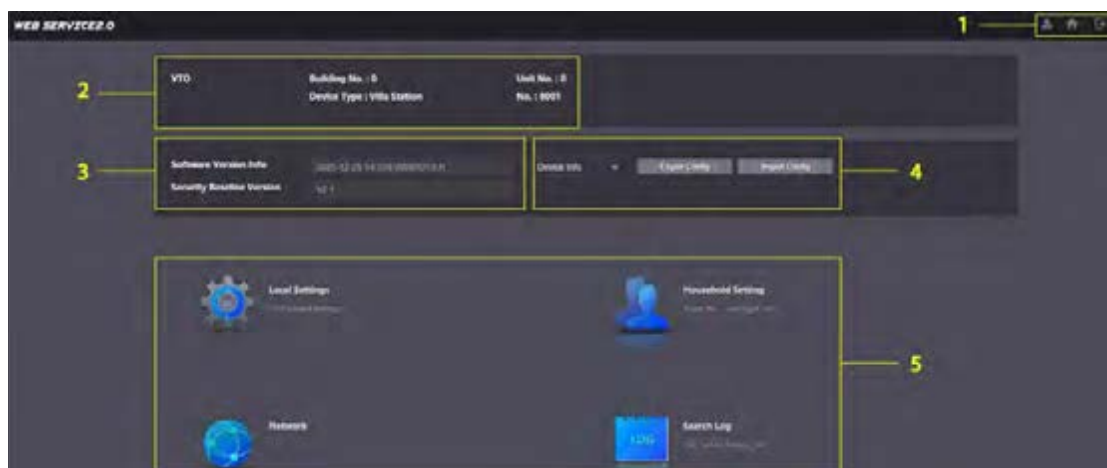 WEB SERVICE2.0
1
2
VTO
Building No. : 0
Unit No. : 0
Device Type : Villa Station
No. : 8001
3
Software Version Info
Security Baseline Version
V2.1
Device Info
Export Config
Import Config
4
Local Settings
Household Setting
5
Network
Search Log
LOG